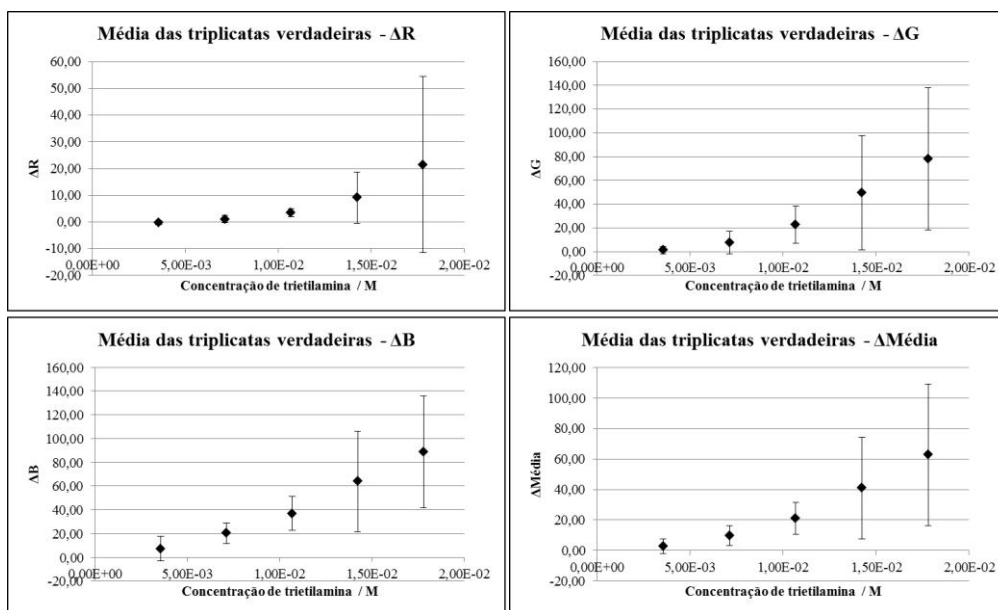 Média das triplicatas verdadeiras - ΔR
60,00
50,00
40,00
30,00
20,00
10,00
0,00
-10,00
-20,00
ΔR
0,00E+00 5,00E-03 1,00E-02 1,50E-02 2,00E-02
Concentração de trietilamina / M
Média das triplicatas verdadeiras - ΔG
160,00
140,00
120,00
100,00
80,00
60,00
40,00
20,00
0,00
-20,00
ΔG
0,00E+00 5,00E-03 1,00E-02 1,50E-02 2,00E-02
Concentração de trietilamina / M
Média das triplicatas verdadeiras - ΔB
160,00
140,00
120,00
100,00
80,00
60,00
40,00
20,00
0,00
-20,00
ΔB
0,00E+00 5,00E-03 1,00E-02 1,50E-02 2,00E-02
Concentração de trietilamina / M
Média das triplicatas verdadeiras - ΔMédia
120,00
100,00
80,00
60,00
40,00
20,00
0,00
-20,00
ΔMédia
0,00E+00 5,00E-03 1,00E-02 1,50E-02 2,00E-02
Concentração de trietilamina / M